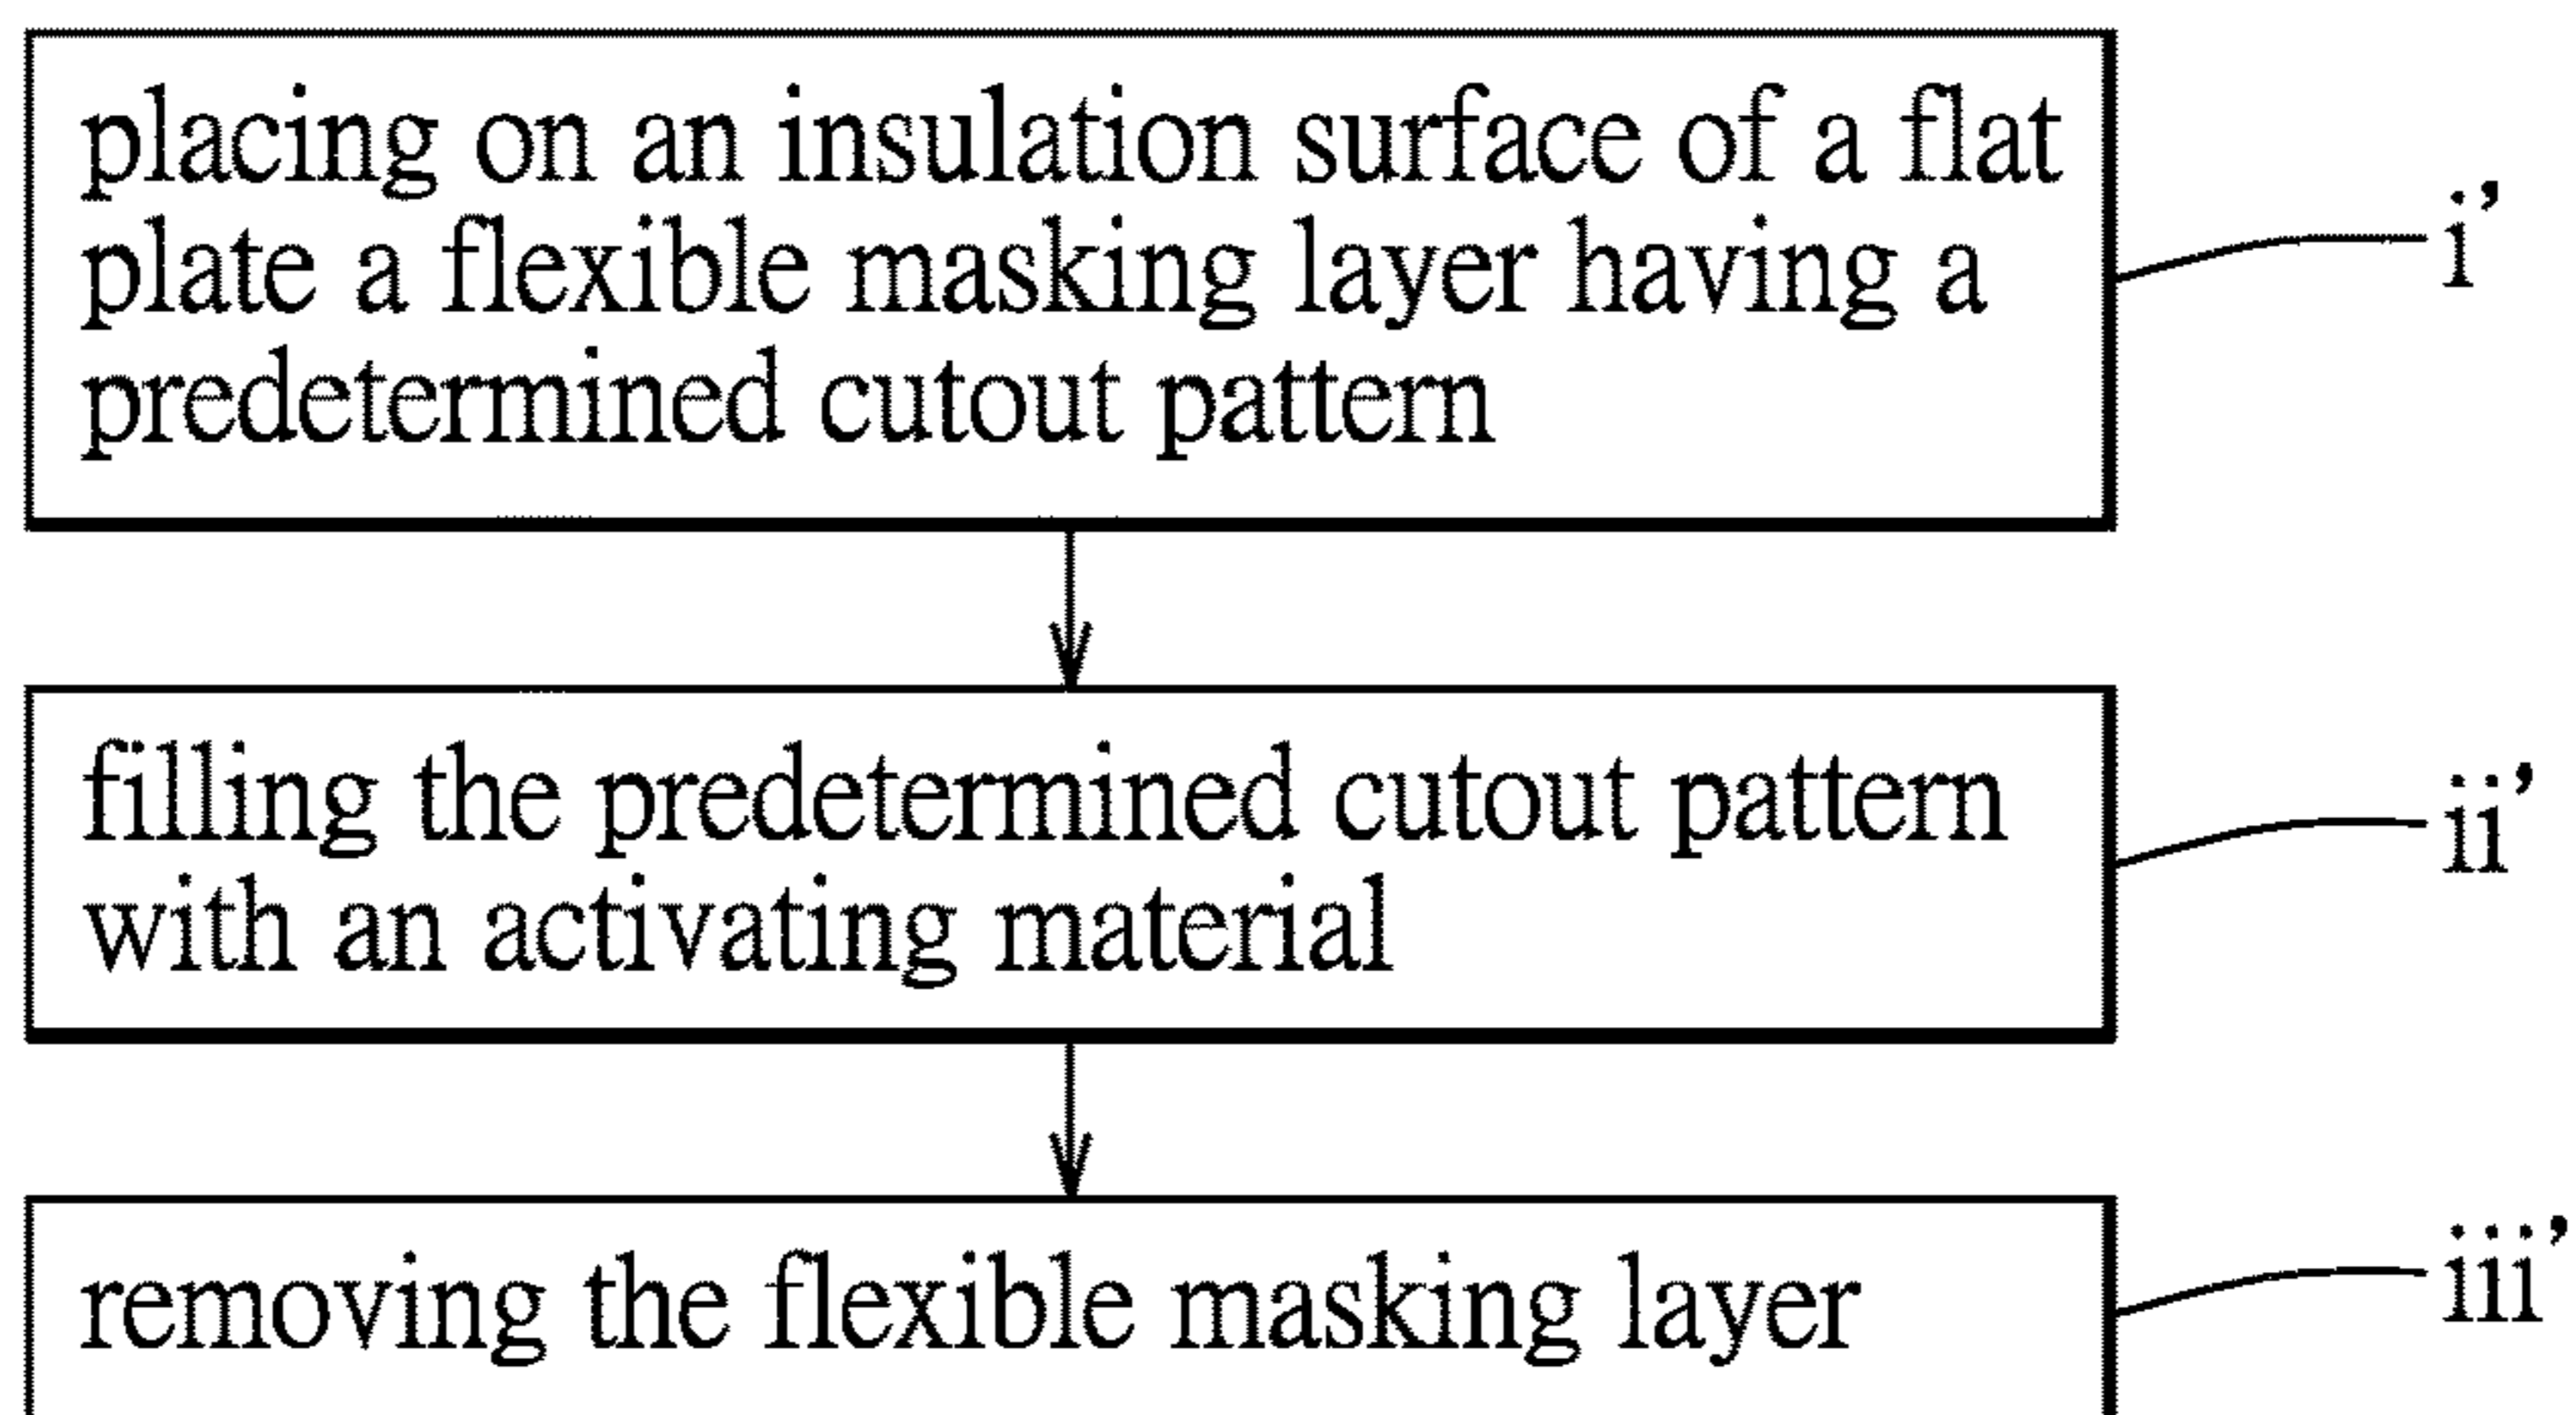 placing on an insulation surface of a flat
plate a flexible masking layer having a
predetermined cutout pattern
i’
filling the predetermined cutout pattern
with an activating material
ii’
removing the flexible masking layer
iii’